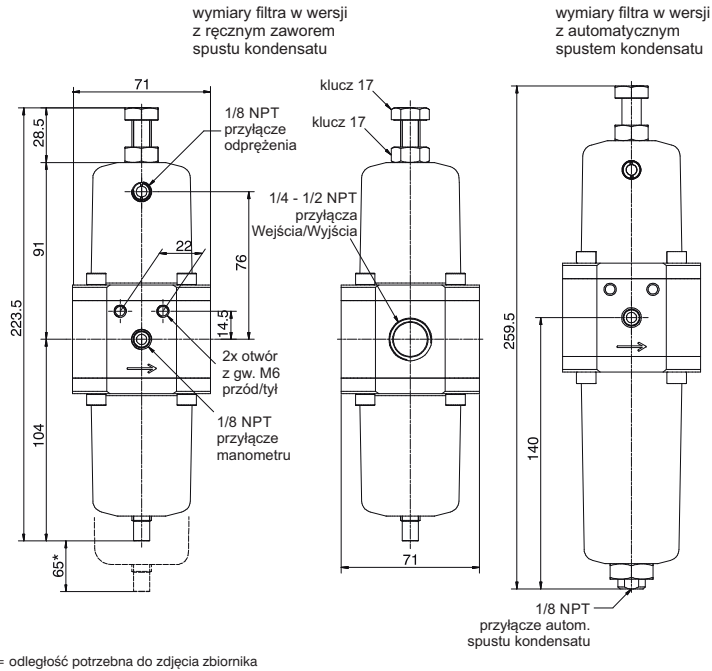 wymiary filtra w wersji
z ręcznym zaworem
spustu kondensatu
wymiary filtra w wersji
z automatycznym
spustem kondensatu
71
28.5
91
223.5
104
65*
1/8 NPT
przyłącze
odprężenia
22
76
14.5
2x otwór
z gw. M6
przód/tył
1/8 NPT
przyłącze
manometru
klucz 17
klucz 17
1/4 - 1/2 NPT
przyłącza
Wejścia/Wyjścia
71
259.5
140
1/8 NPT
przyłącze autom.
spustu kondensatu
= odległość potrzebna do zdjęcia zbiornika